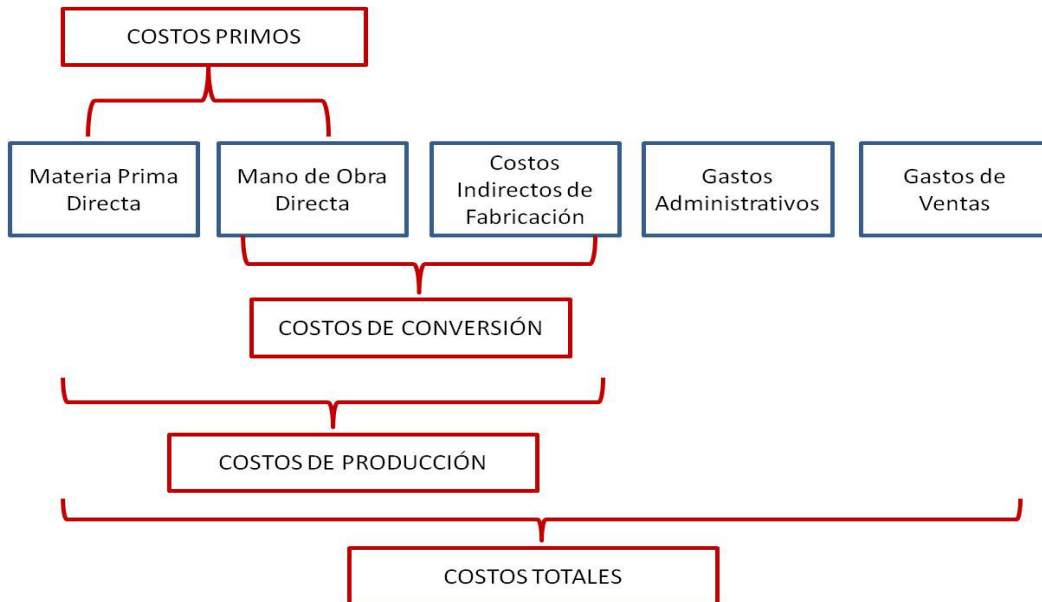 COSTOS PRIMOS
Materia Prima
Directa
Mano de Obra
Directa
Costos
Indirectos de
Fabricación
Gastos
Administrativos
Gastos de
Ventas
COSTOS DE CONVERSIÓN
COSTOS DE PRODUCCIÓN
COSTOS TOTALES